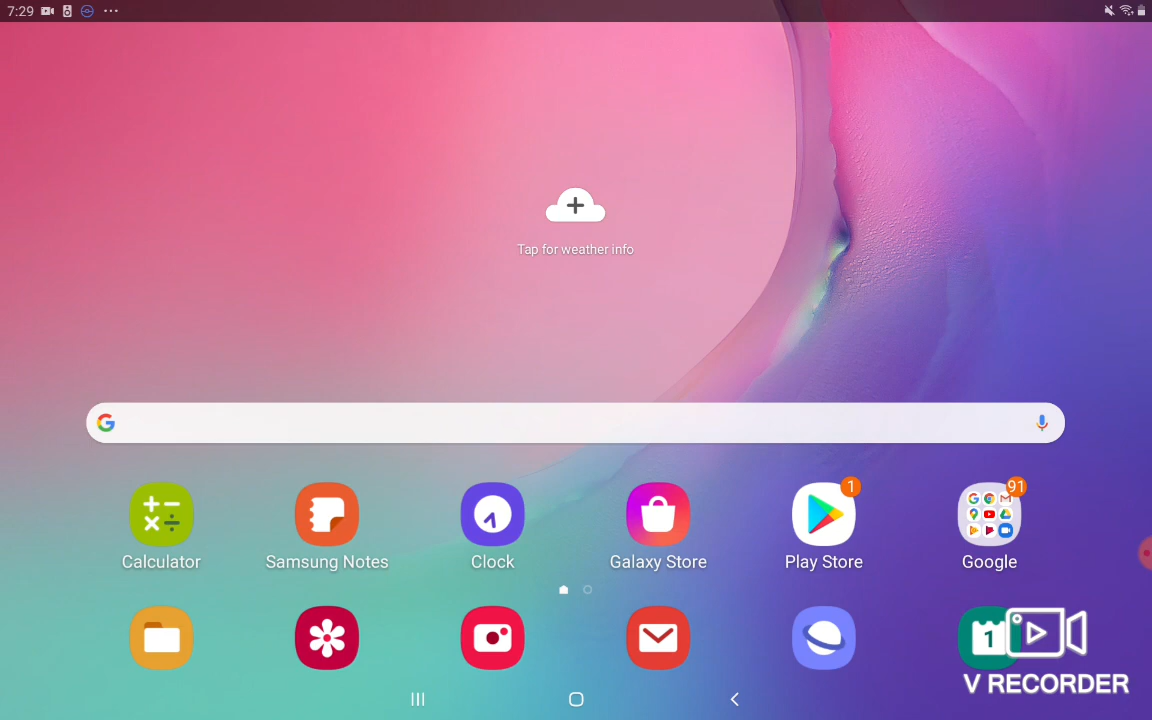 7:29
Tap for weather info
1
91
Calculator
Samsung Notes
Clock
Galaxy Store
Play Store
Google
1
V RECORDER